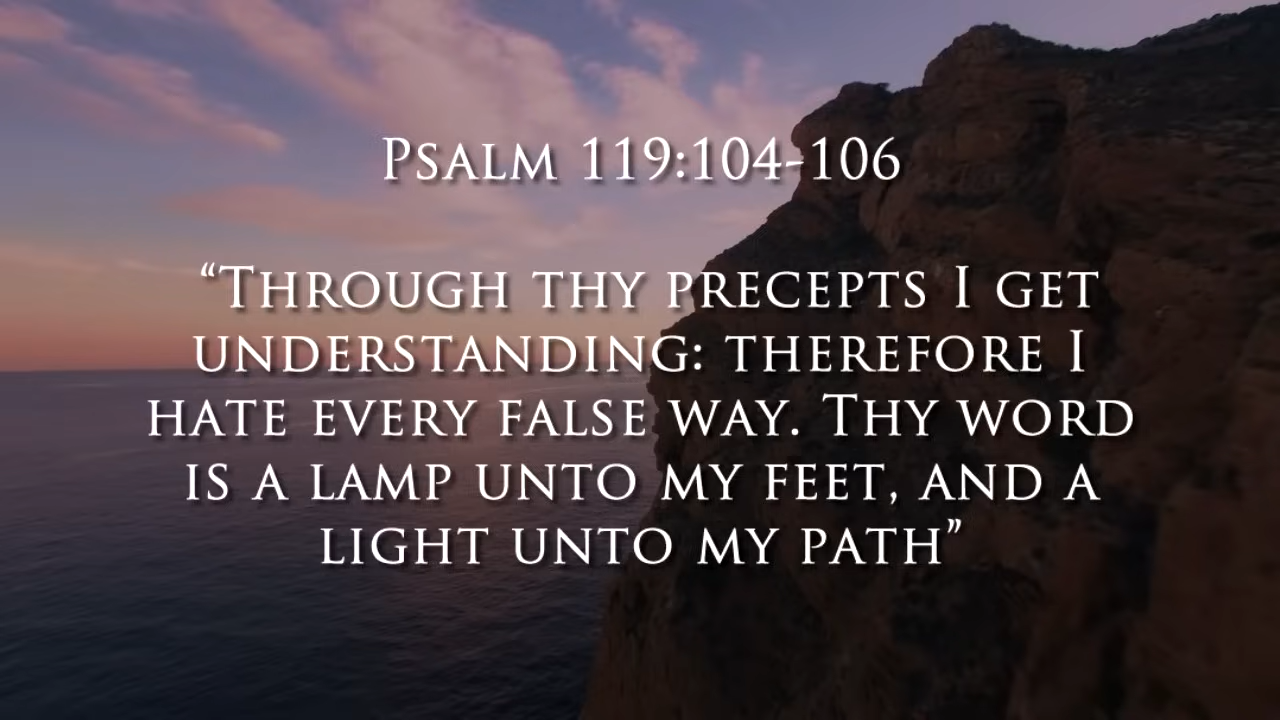 Psalm 119:104-106
“Through thy precepts I get
understanding: therefore I
hate every false way. Thy word
is a lamp unto my feet, and a
light unto my path”